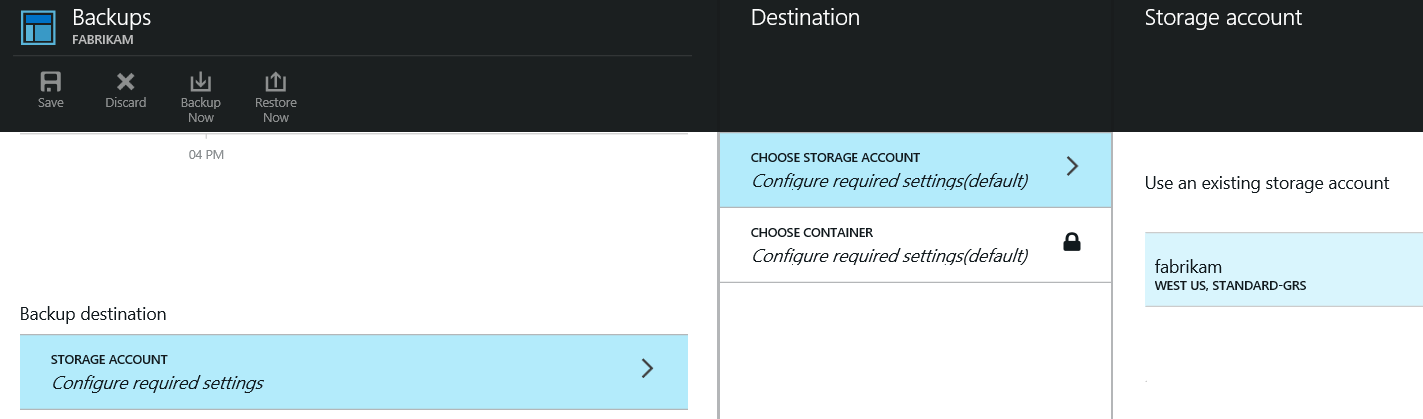 Backups
FABRIKAM
Save
Discard
Backup
Now
Restore
Now
04 PM
Backup destination
STORAGE ACCOUNT
Configure required settings
Destination
CHOOSE STORAGE ACCOUNT
Configure required settings(default)
CHOOSE CONTAINER
Configure required settings(default)
Storage account
Use an existing storage account
fabrikam
WEST US, STANDARD-GRS